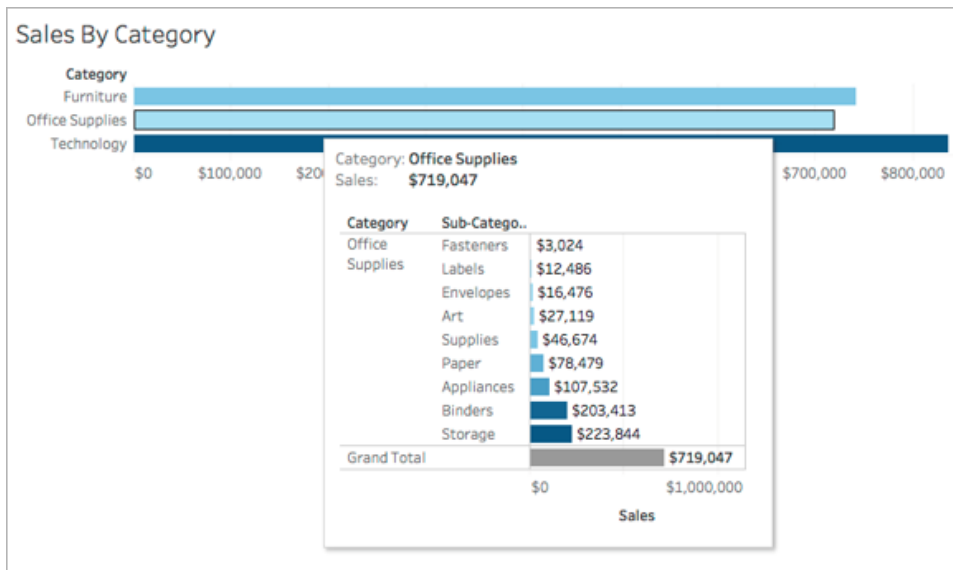 Sales By Category
Category
Furniture
Office Supplies
Technology
$0 $100,000 $20 $700,000 $800,000
Category: Office Supplies
Sales: $719,047
Category Sub-Catego..
Office Supplies Fasteners $3,024
Labels $12,486
Envelopes $16,476
Art $27,119
Supplies $46,674
Paper $78,479
Appliances $107,532
Binders $203,413
Storage $223,844
Grand Total $719,047
$0 $1,000,000
Sales